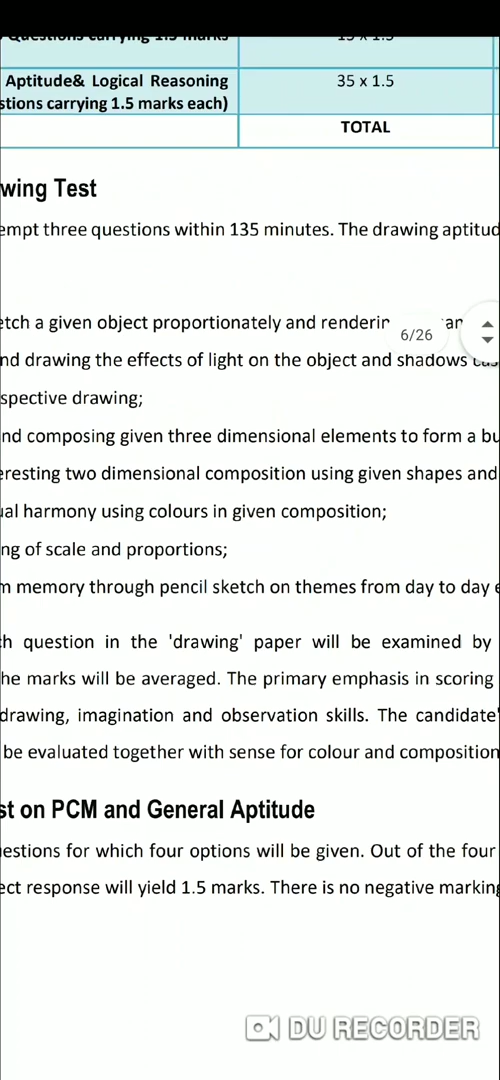 Aptitude& Logical Reasoning
35 x 1.5
stions carrying 1.5 marks each)
TOTAL
wing Test
empt three questions within 135 minutes. The drawing aptitud
etch a given object proportionately and renderin
6/26
nd drawing the effects of light on the object and shadows
spective drawing;
nd composing given three dimensional elements to form a bu
eresting two dimensional composition using given shapes and
ual harmony using colours in given composition;
ng of scale and proportions;
m memory through pencil sketch on themes from day to day e
h question in the 'drawing' paper will be examined by
he marks will be averaged. The primary emphasis in scoring
drawing, imagination and observation skills. The candidate'
be evaluated together with sense for colour and composition
st on PCM and General Aptitude
estions for which four options will be given. Out of the four
ect response will yield 1.5 marks. There is no negative marking
DU RECORDER